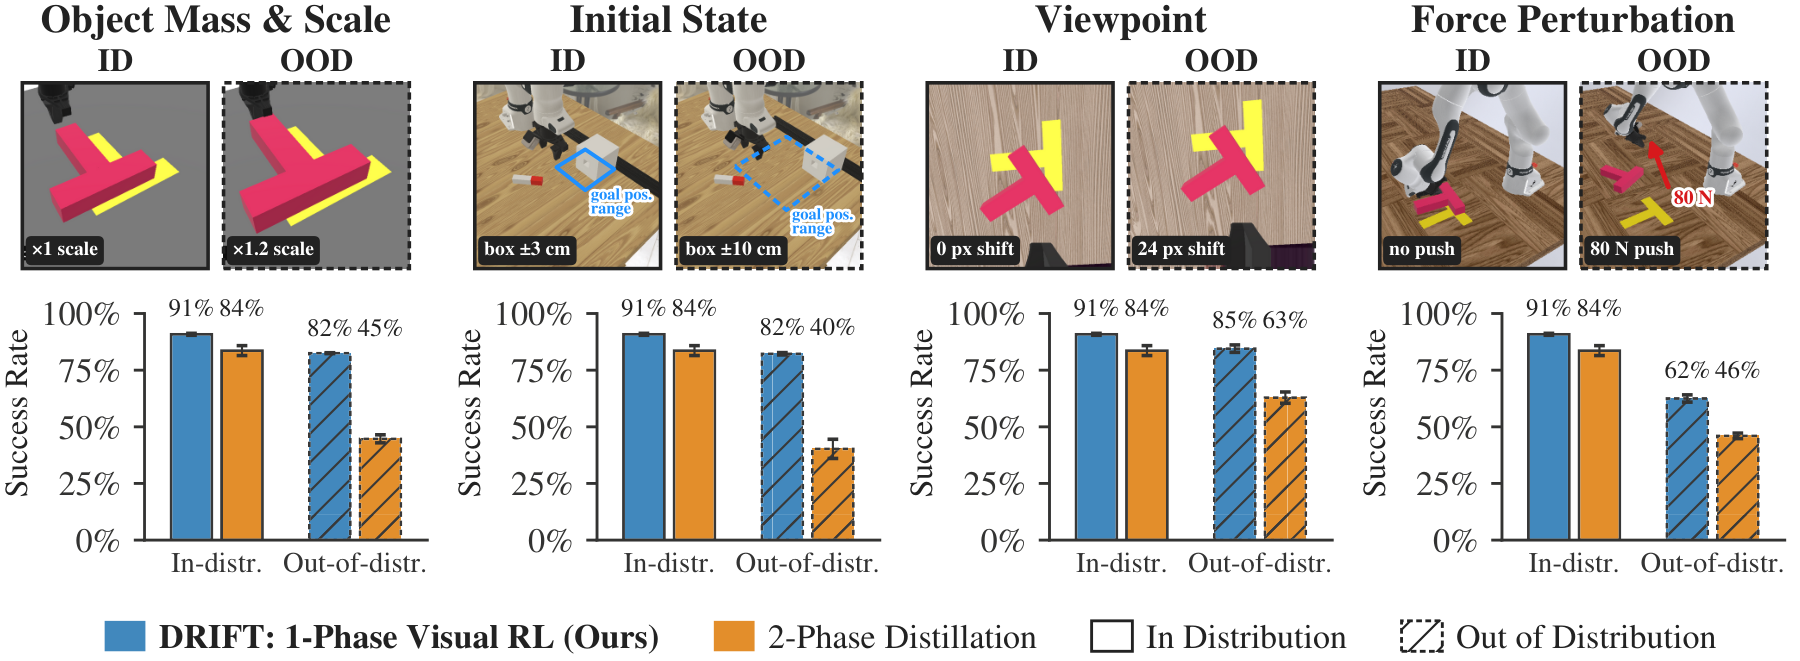 Object Mass & Scale
ID OOD
×1 scale
×1.2 scale
Initial State
ID OOD
goal pos.
range
box ±3 cm
goal pos.
range
box ±10 cm
Viewpoint
ID OOD
0 px shift
24 px shift
Force Perturbation
ID OOD
no push
80 N
80 N push
Success Rate
100%
75%
50%
25%
0%
91% 84%
82% 45%
In-distr. Out-of-distr.
Success Rate
100%
75%
50%
25%
0%
91% 84%
82% 40%
In-distr. Out-of-distr.
Success Rate
100%
75%
50%
25%
0%
91% 84%
85% 63%
In-distr. Out-of-distr.
Success Rate
100%
75%
50%
25%
0%
91% 84%
62% 46%
In-distr. Out-of-distr.
DRIFT: 1-Phase Visual RL (Ours) 2-Phase Distillation In Distribution Out of Distribution